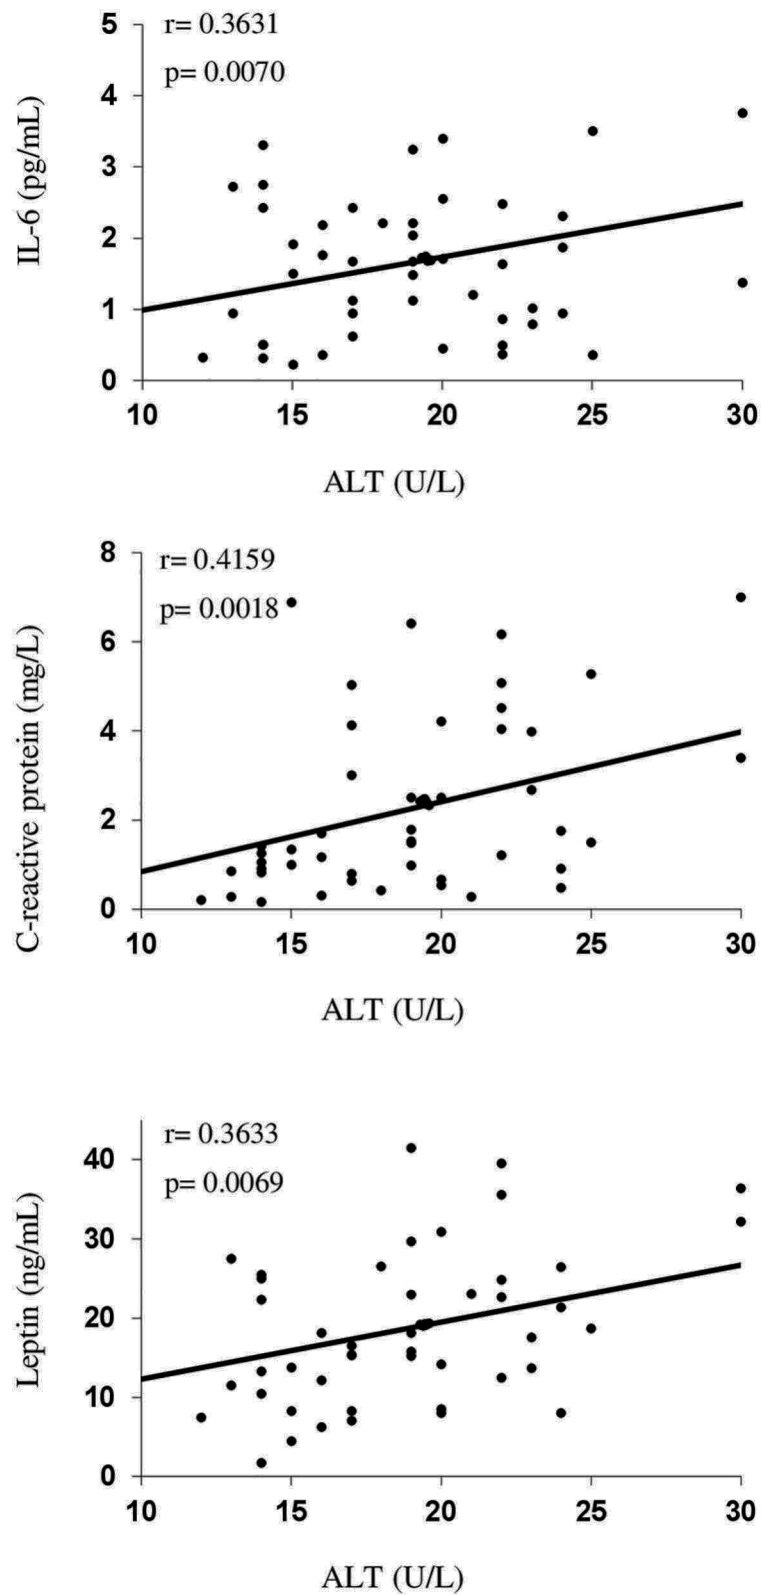 r= 0.3631
p= 0.0070
IL-6 (pg/mL)
5
4
3
2
1
0
10 15 20 25 30
ALT (U/L)
r= 0.4159
p= 0.0018
C-reactive protein (mg/L)
8
6
4
2
0
10 15 20 25 30
ALT (U/L)
r= 0.3633
p= 0.0069
Leptin (ng/mL)
40
30
20
10
0
10 15 20 25 30
ALT (U/L)